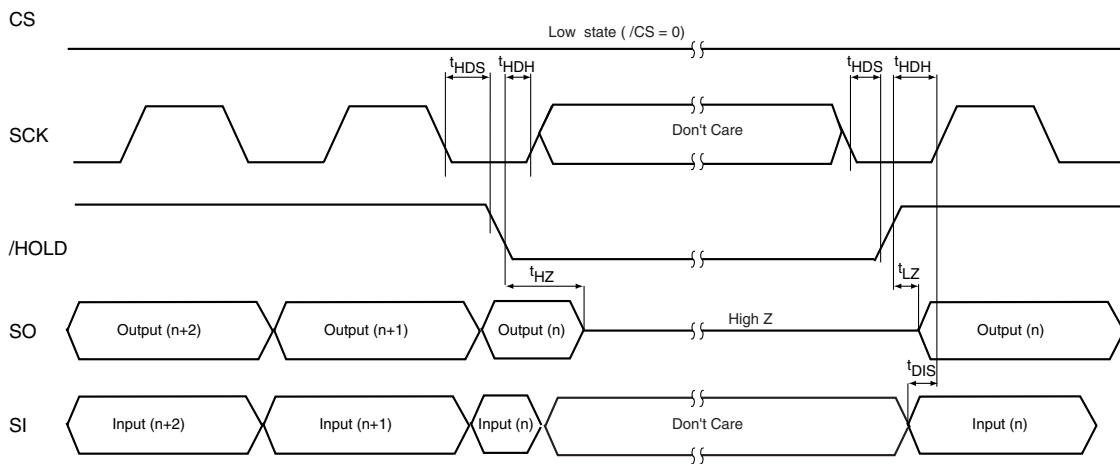 CS
Low state ( /CS = 0)
tHDS
tHDH
tHDS
tHDH
SCK
Don't Care
/HOLD
tHZ
tLZ
SO
Output (n+2)
Output (n+1)
Output (n)
High Z
Output (n)
tDIS
SI
Input (n+2)
Input (n+1)
Input (n)
Don't Care
Input (n)